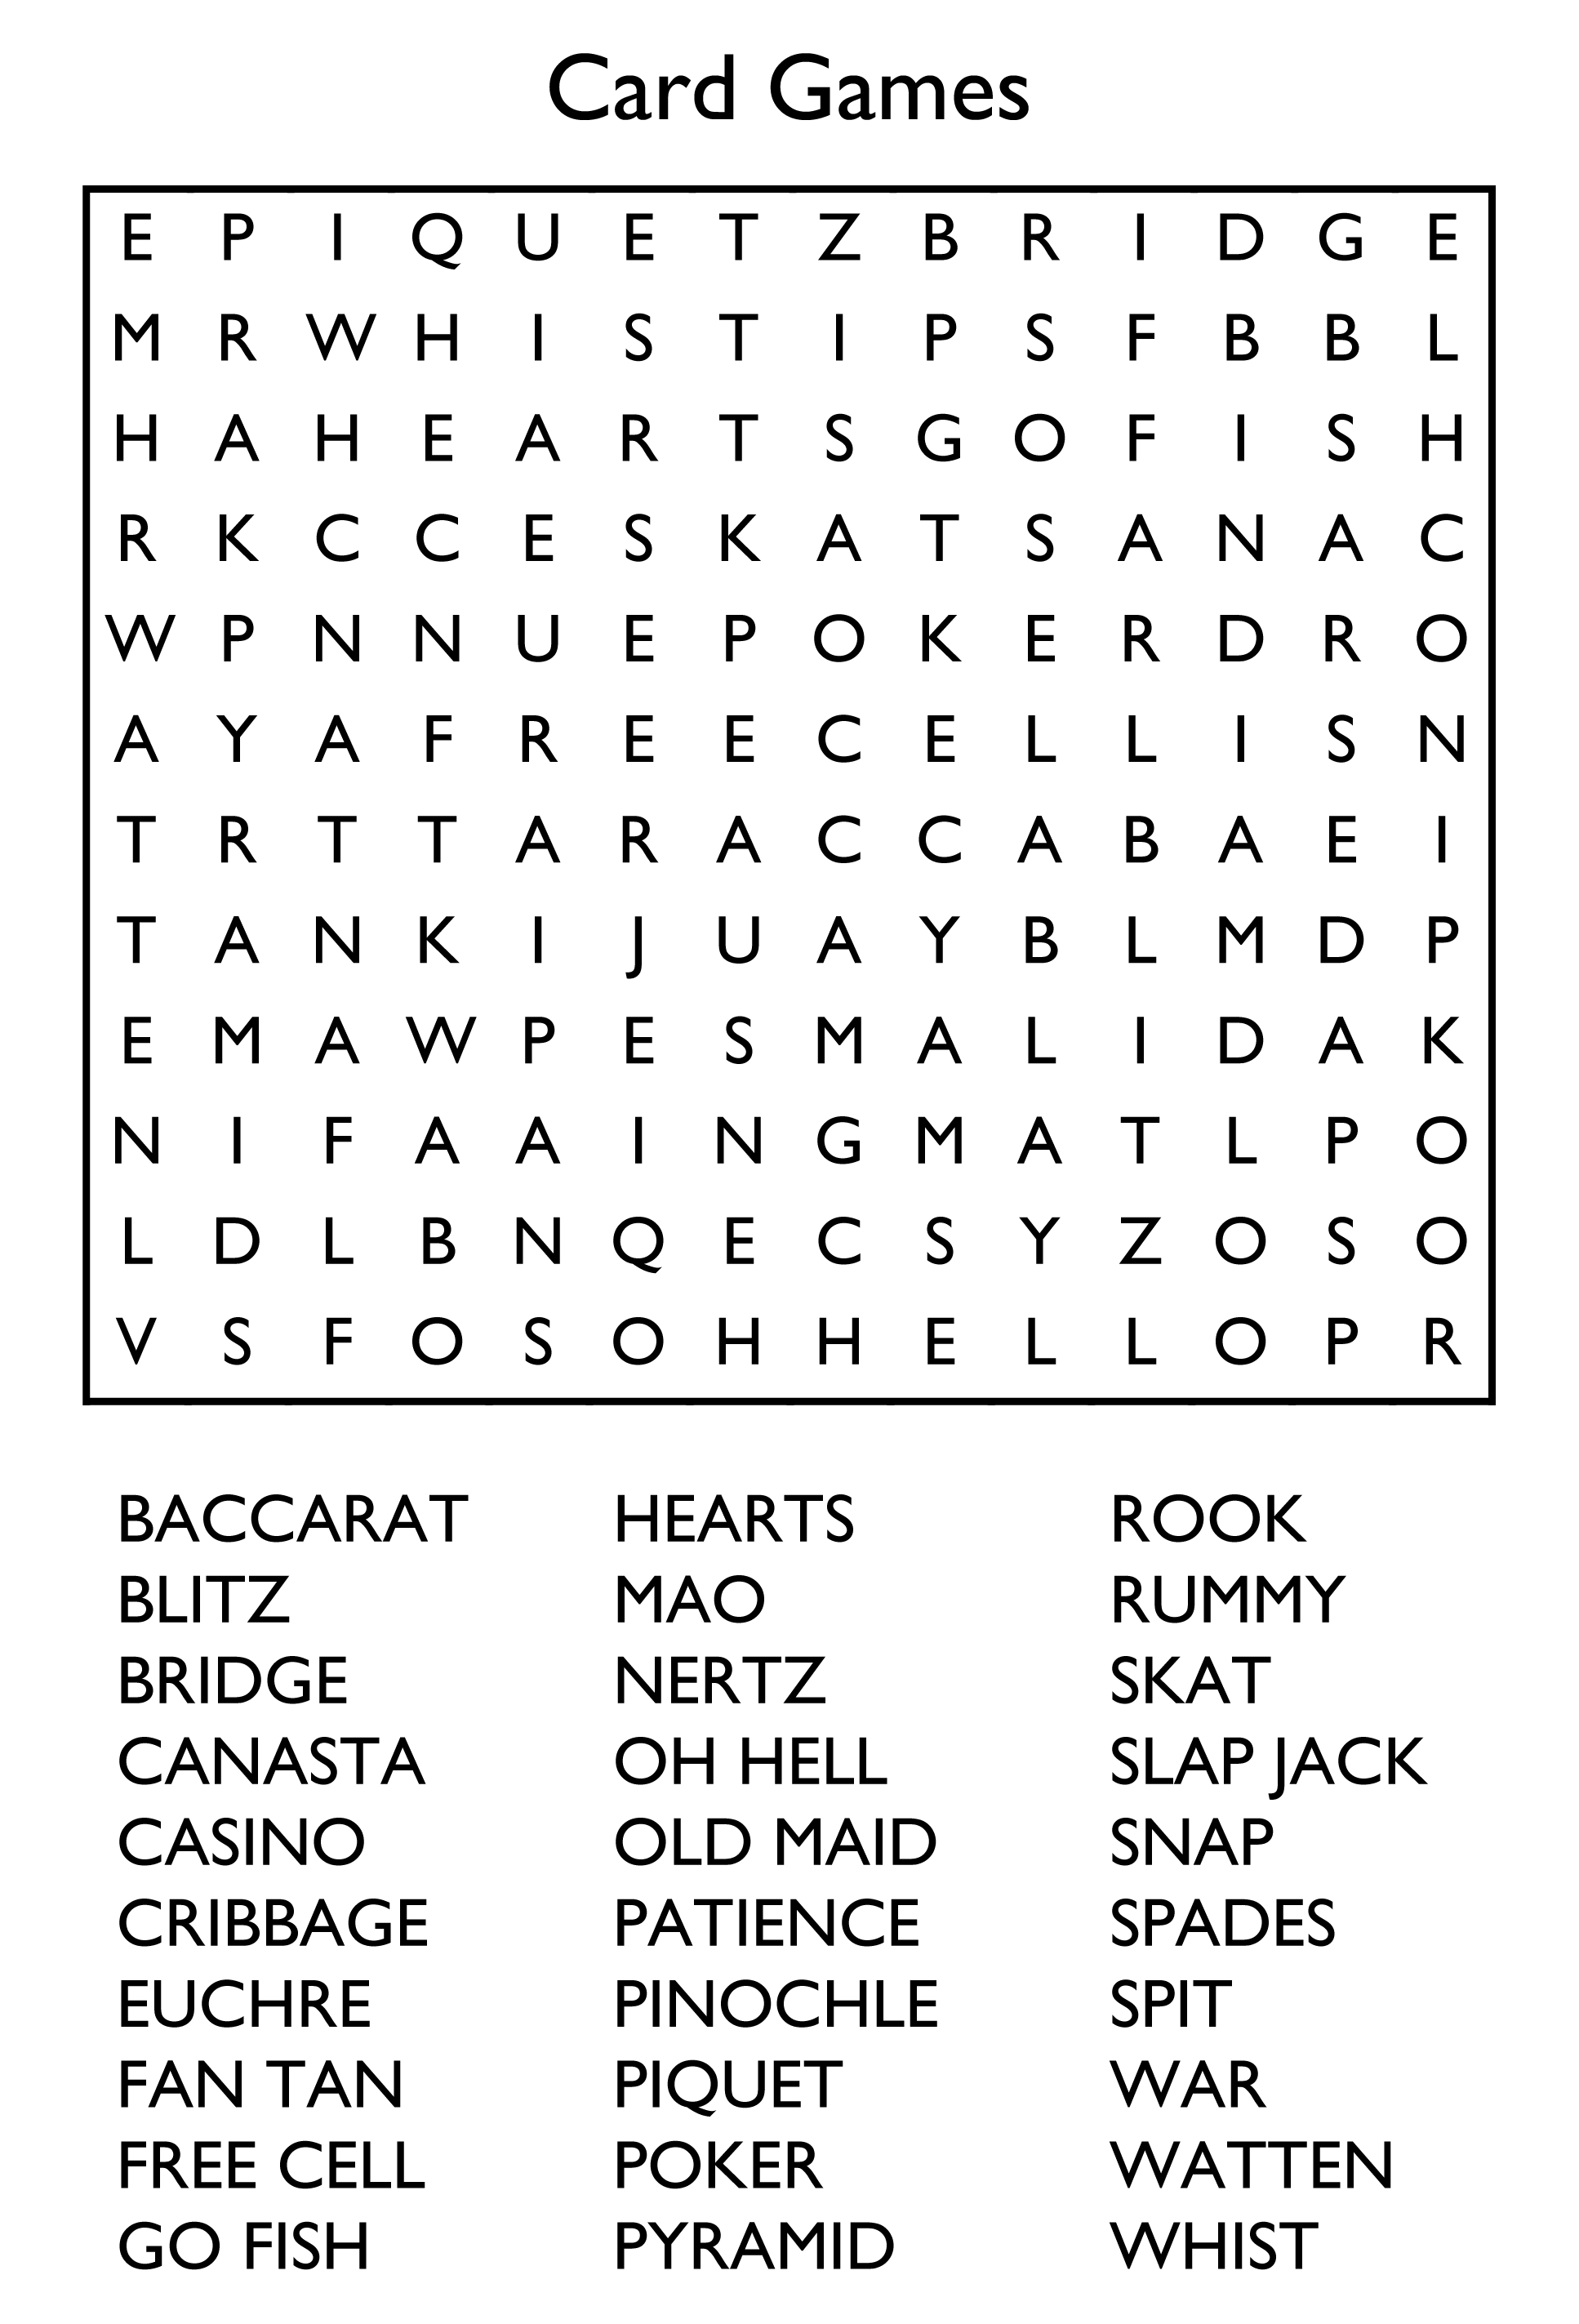 Card Games
E P I Q U E T Z B R I D G E
M R W H I S T I P S F B B L
H A H E A R T S G O F I S H
R K C C E S K A T S A N A C
W P N N U E P O K E R D R O
A Y A F R E E C E L L I S N
T R T T A R A C C A B A E I
T A N K I J U A Y B L M D P
E M A W P E S M A L I D A K
N I F A A I N G M A T L P O
L D L B N Q E C S Y Z O S O
V S F O S O H H E L L O P R
BACCARAT HEARTS ROOK
BLITZ MAO RUMMY
BRIDGE NERTZ SKAT
CANASTA OH HELL SLAP JACK
CASINO OLD MAID SNAP
CRIBBAGE PATIENCE SPADES
EUCHRE PINOCHLE SPIT
FAN TAN PIQUET WAR
FREE CELL POKER WATTEN
GO FISH PYRAMID WHIST